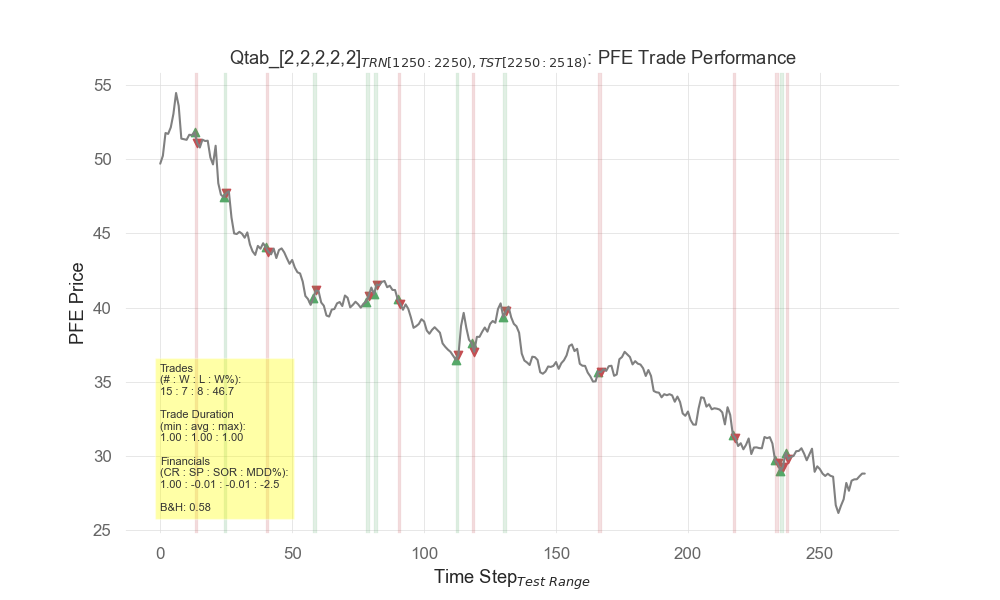 Qtab_[2,2,2,2,2]TRN[1250:2250),TST[2250:2518): PFE Trade Performance
55
50
45
40
35
30
25
PFE Price
Trades
(# : W : L : W%):
15 : 7 : 8 : 46.7
Trade Duration
(min : avg : max):
1.00 : 1.00 : 1.00
Financials
(CR : SP : SOR : MDD%):
1.00 : -0.01 : -0.01 : -2.5
B&H: 0.58
0 50 100 150 200 250
Time StepTest Range